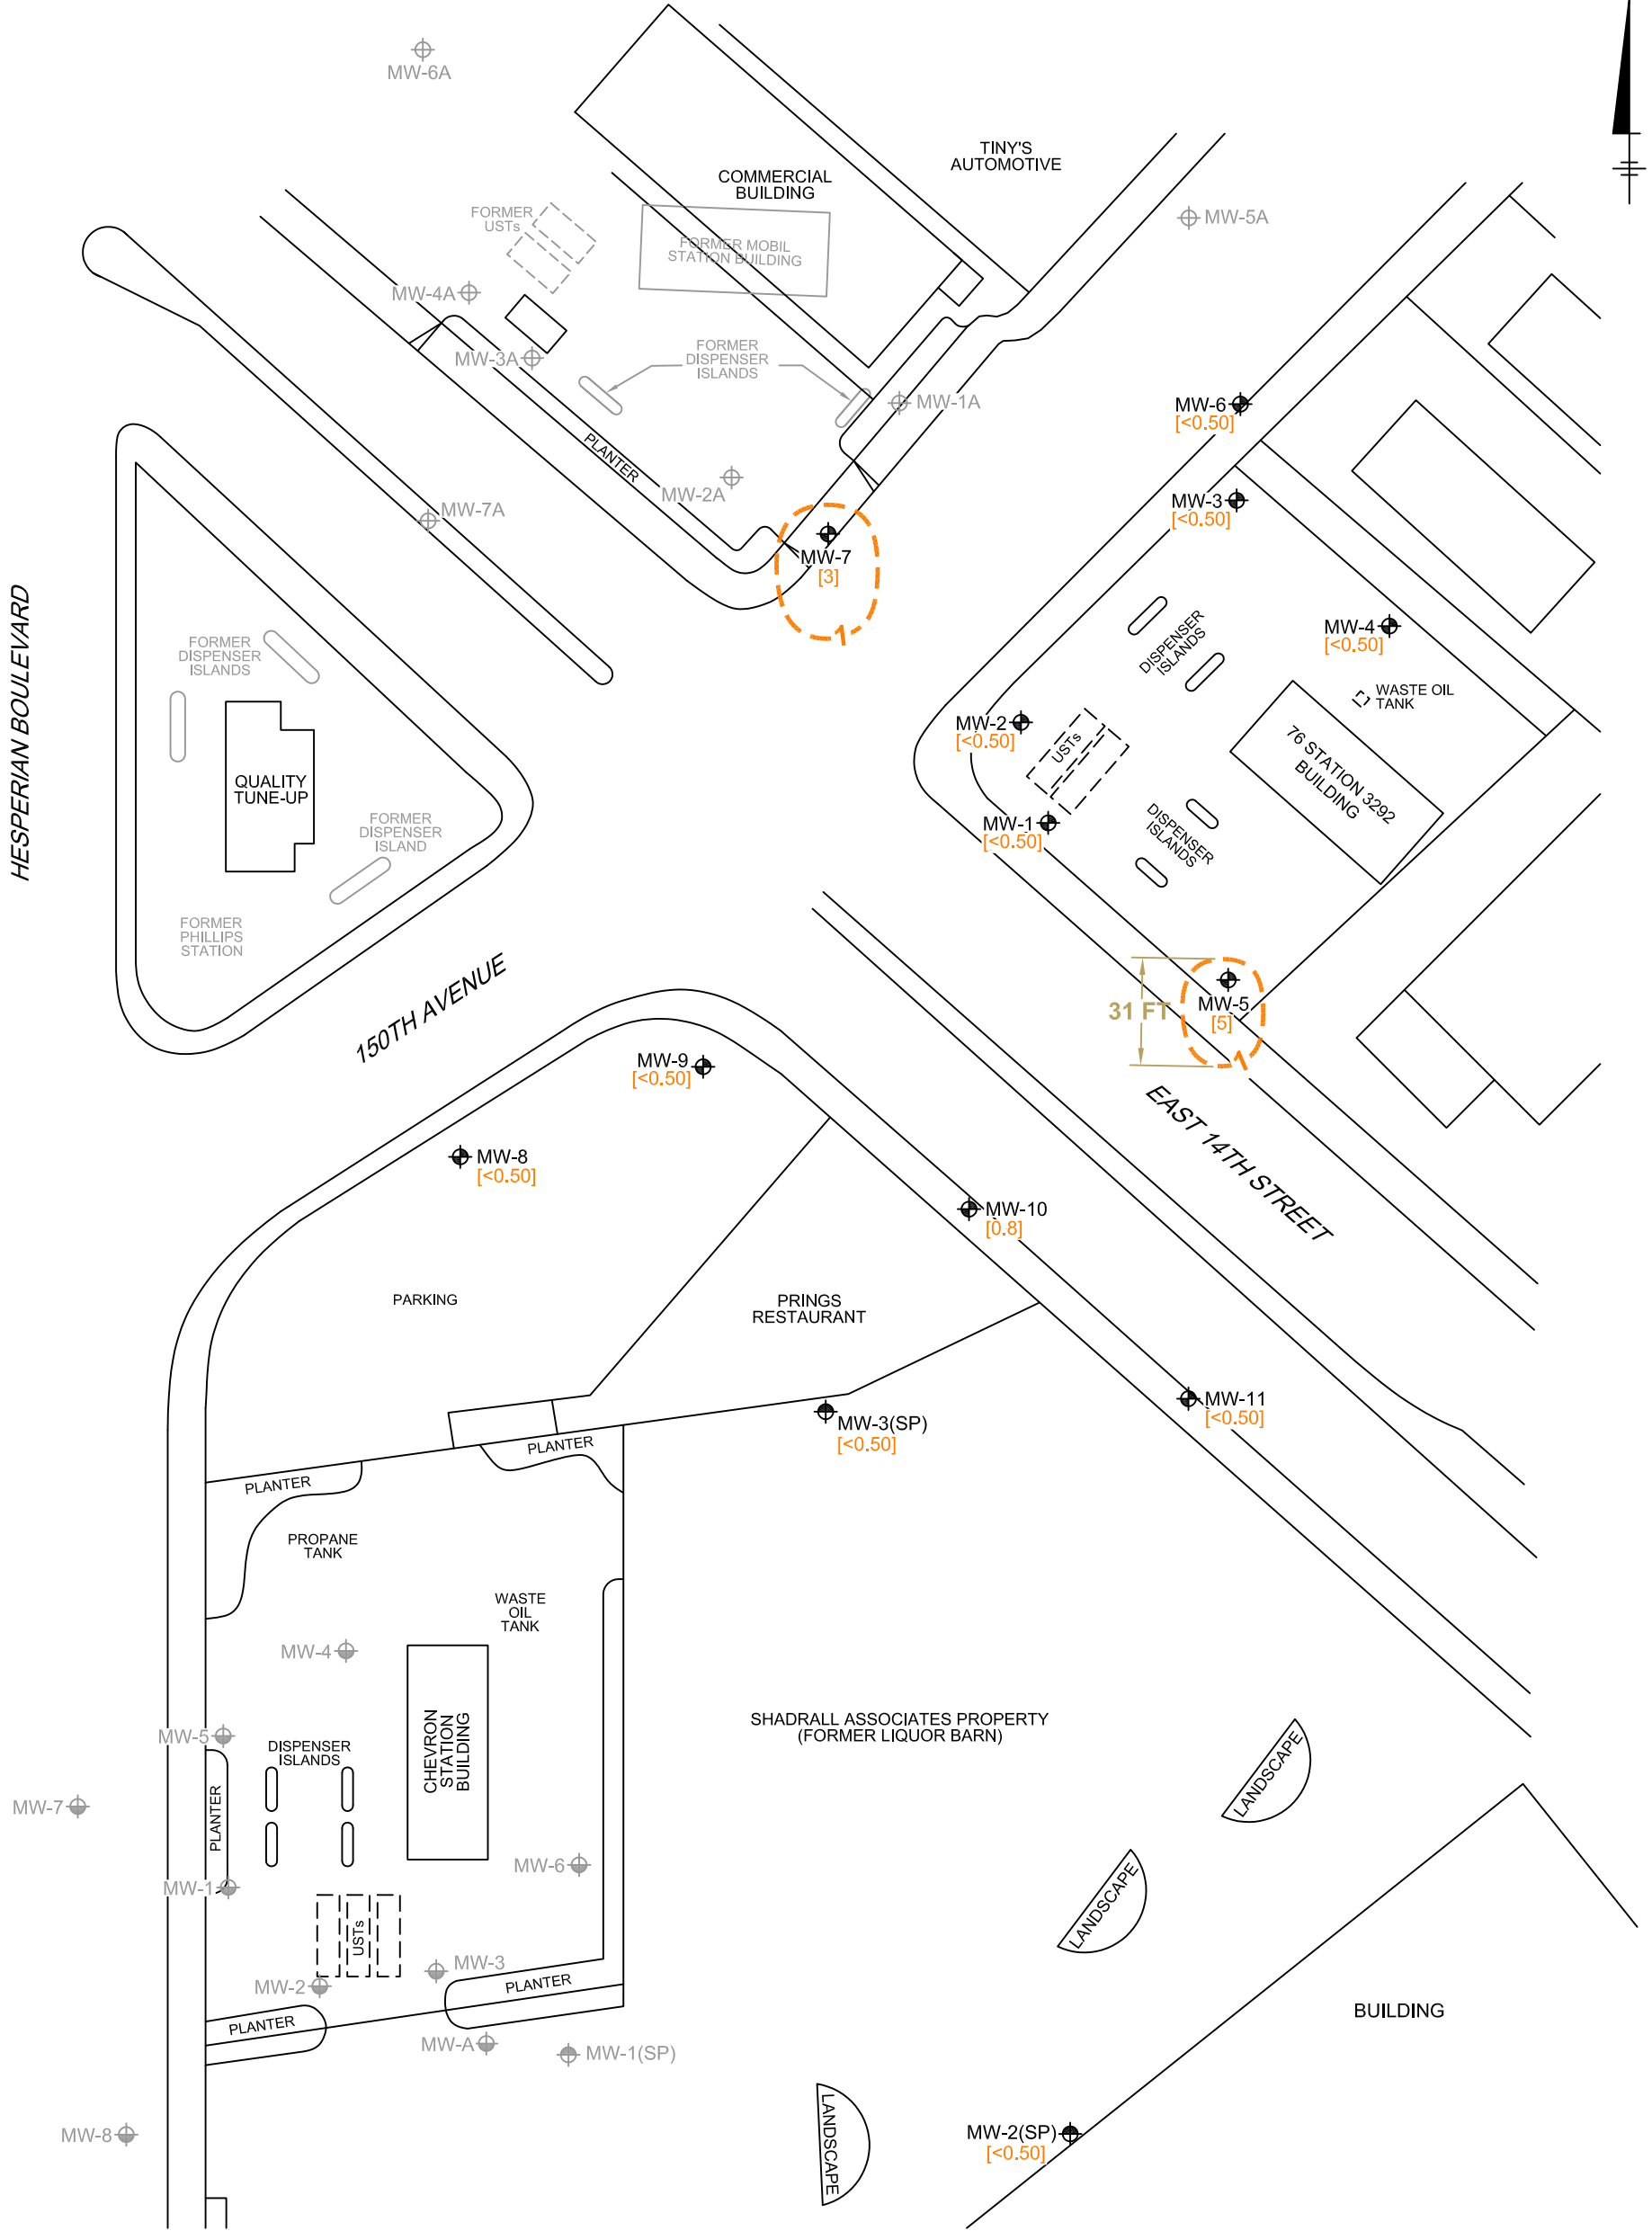 MW-6A
TINY'S
AUTOMOTIVE
COMMERCIAL
BUILDING
FORMER
USTs
MW-5A
FORMER MOBIL
STATION BUILDING
MW-4A
FORMER
DISPENSER
ISLANDS
MW-3A
MW-1A
MW-6
[<0.50]
PLANTER
MW-2A
MW-3
[<0.50]
MW-7A
MW-7
[3]
1
HESPERIAN BOULEVARD
FORMER
DISPENSER
ISLANDS
DISPENSER
ISLANDS
MW-4
[<0.50]
WASTE OIL
TANK
MW-2
[<0.50]
USTs
76 STATION 3292
BUILDING
QUALITY
TUNE-UP
FORMER
DISPENSER
ISLAND
MW-1
[<0.50]
DISPENSER
ISLANDS
FORMER
PHILLIPS
STATION
150TH AVENUE
31 FT
MW-5
[5]
1
MW-9
[<0.50]
EAST 14TH STREET
MW-8
[<0.50]
MW-10
[0.8]
PARKING
PRINGS
RESTAURANT
MW-11
[<0.50]
MW-3(SP)
[<0.50]
PLANTER
PLANTER
PROPANE
TANK
WASTE
OIL
TANK
MW-4
MW-5
DISPENSER
ISLANDS
CHEVRON
STATION
BUILDING
SHADRALL ASSOCIATES PROPERTY
(FORMER LIQUOR BARN)
LANDSCAPE
MW-7
PLANTER
MW-6
MW-1
LANDSCAPE
USTs
MW-3
MW-2
PLANTER
PLANTER
BUILDING
MW-A
MW-1(SP)
MW-8
LANDSCAPE
MW-2(SP)
[<0.50]